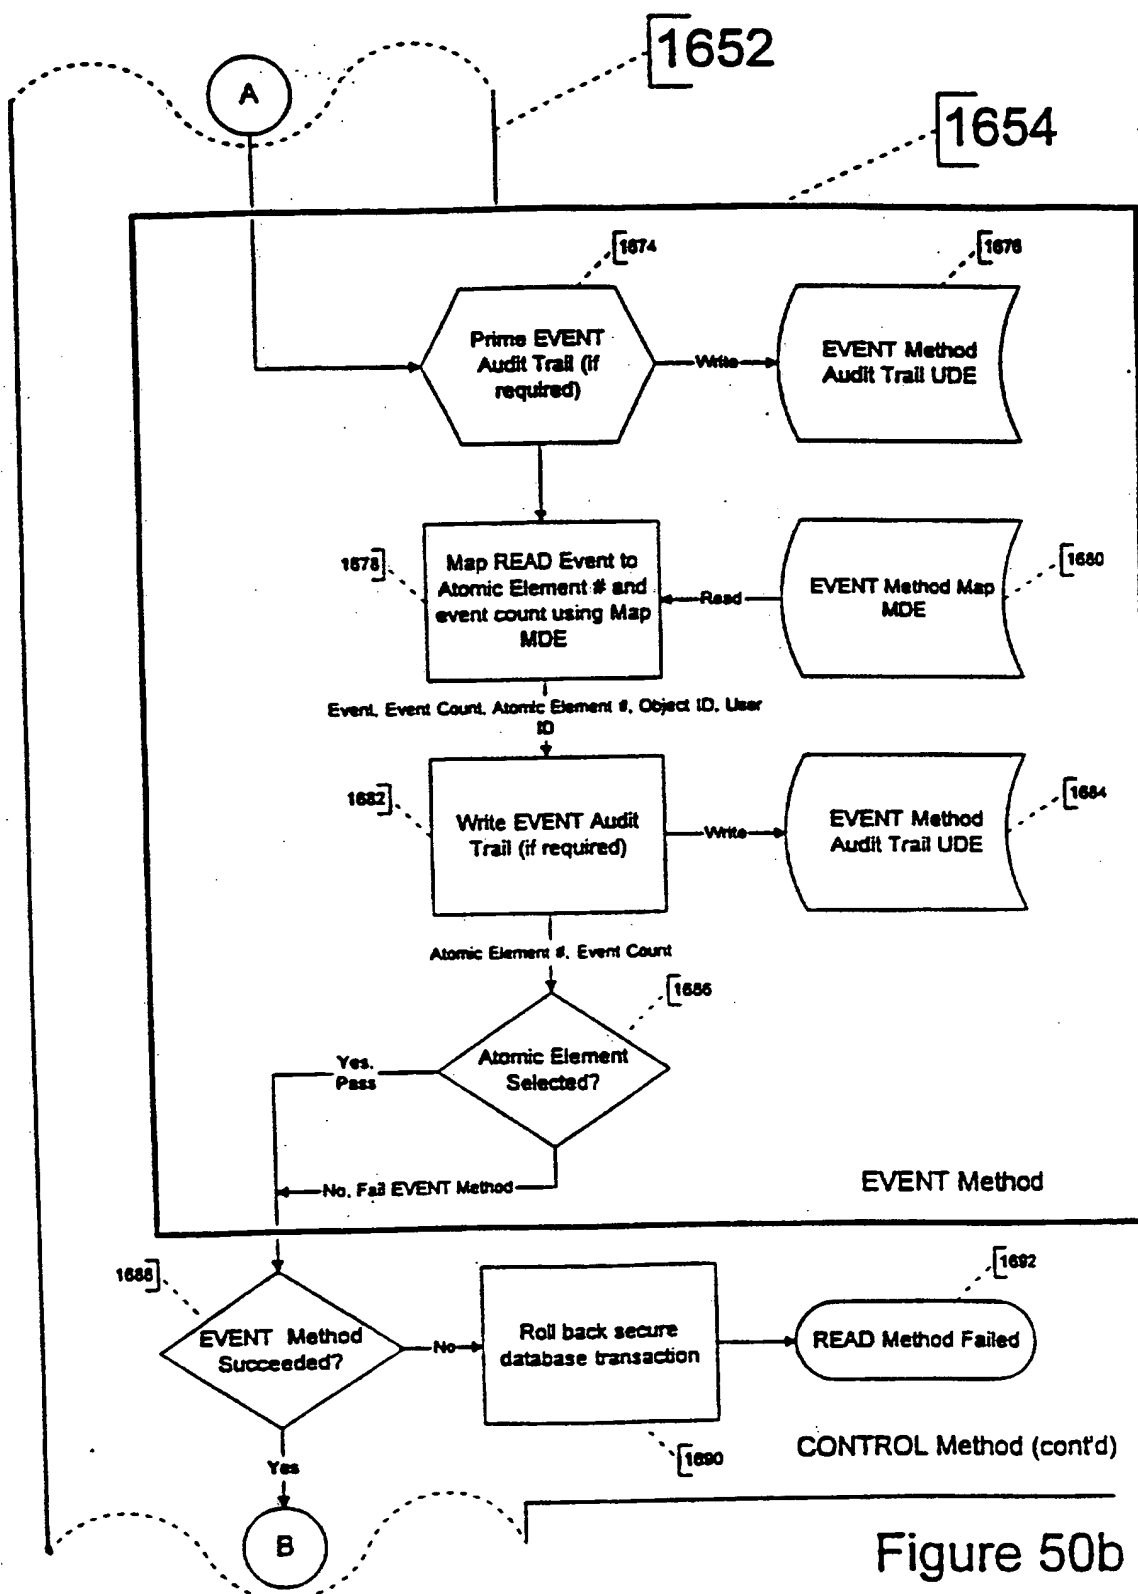 1652
A
1654
1674
1676
Prime EVENT
Audit Trail (if
required)
Write
EVENT Method
Audit Trail UDE
1678
Map READ Event to
Atomic Element # and
event count using Map
MDE
Read
EVENT Method Map
MDE
1680
Event, Event Count, Atomic Element #, Object ID, User
ID
1682
Write EVENT Audit
Trail (if required)
Write
EVENT Method
Audit Trail UDE
1684
Atomic Element #, Event Count
1686
Atomic Element
Selected?
Yes,
Pass
No, Fail EVENT Method
EVENT Method
1688
EVENT Method
Succeeded?
No
Roll back secure
database transaction
1692
READ Method Failed
1690
CONTROL Method (cont'd)
Yes
B
Figure 50b